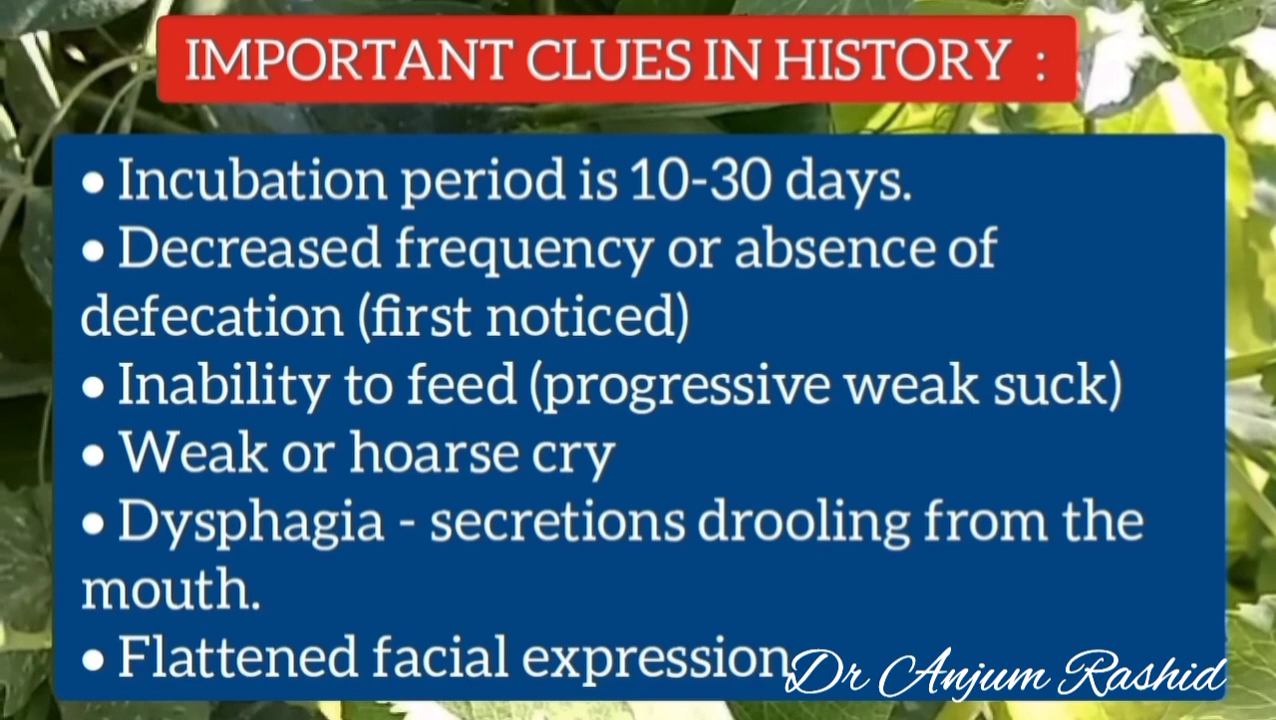 IMPORTANT CLUES IN HISTORY :
• Incubation period is 10-30 days.
• Decreased frequency or absence of
defecation (first noticed)
• Inability to feed (progressive weak suck)
• Weak or hoarse cry
• Dysphagia - secretions drooling from the
mouth.
• Flattened facial expression
Dr Anjum Rashid